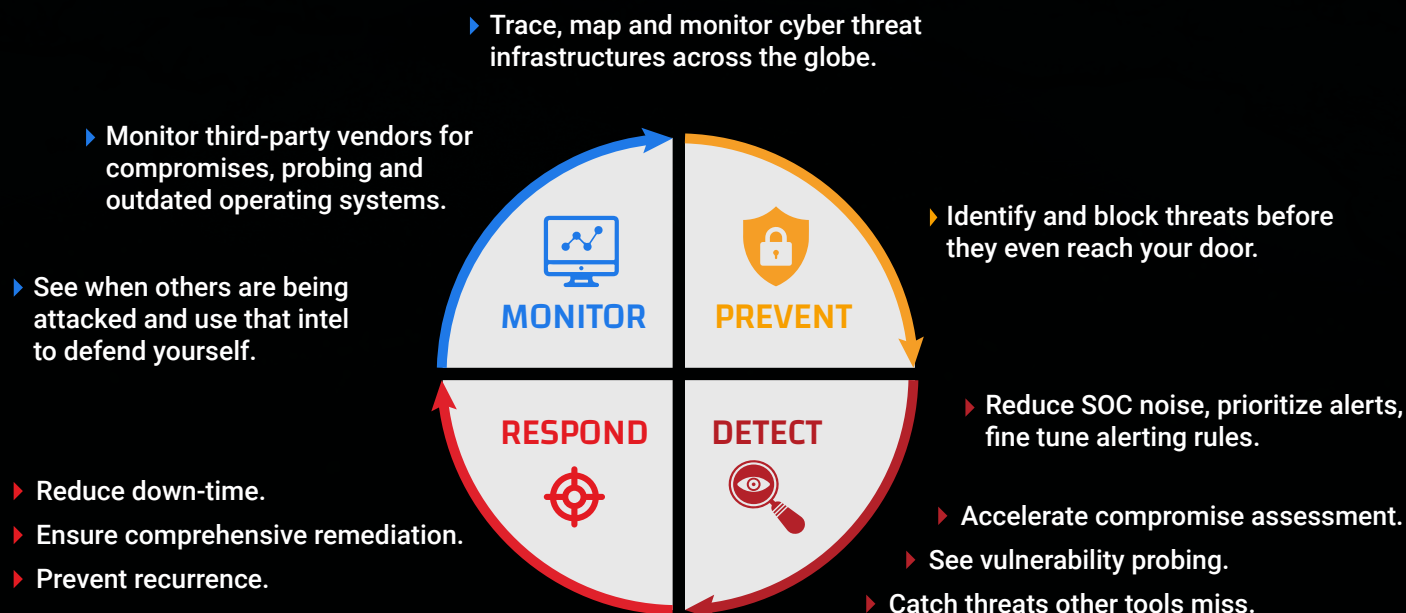 Trace, map and monitor cyber threat
infrastructures across the globe.
Monitor third-party vendors for
compromises, probing and
outdated operating systems.
See when others are being
attacked and use that intel
to defend yourself.
MONITOR
PREVENT
Identify and block threats before
they even reach your door.
RESPOND
DETECT
Reduce SOC noise, prioritize alerts,
fine tune alerting rules.
Accelerate compromise assessment.
See vulnerability probing.
Catch threats other tools miss.
Reduce down-time.
Ensure comprehensive remediation.
Prevent recurrence.